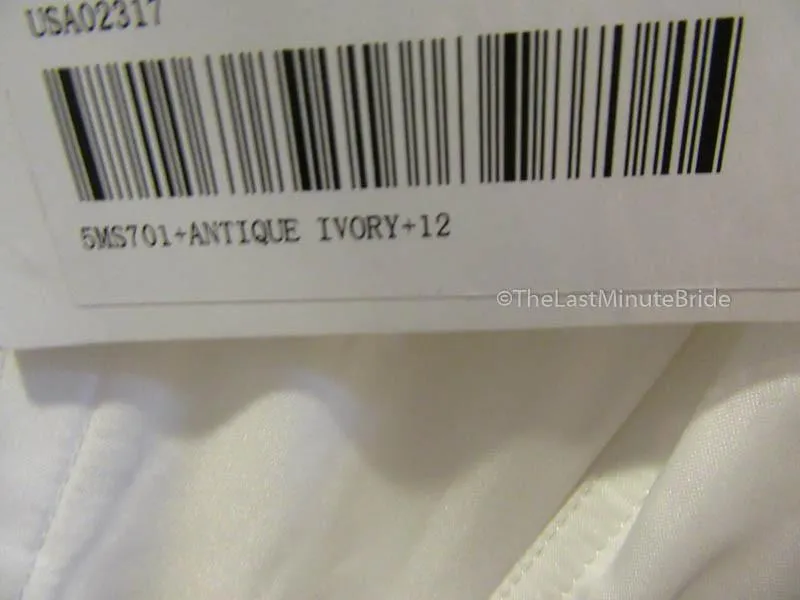 USA02317
5MS701+ANTIQUE IVORY+12
©TheLastMinuteBride